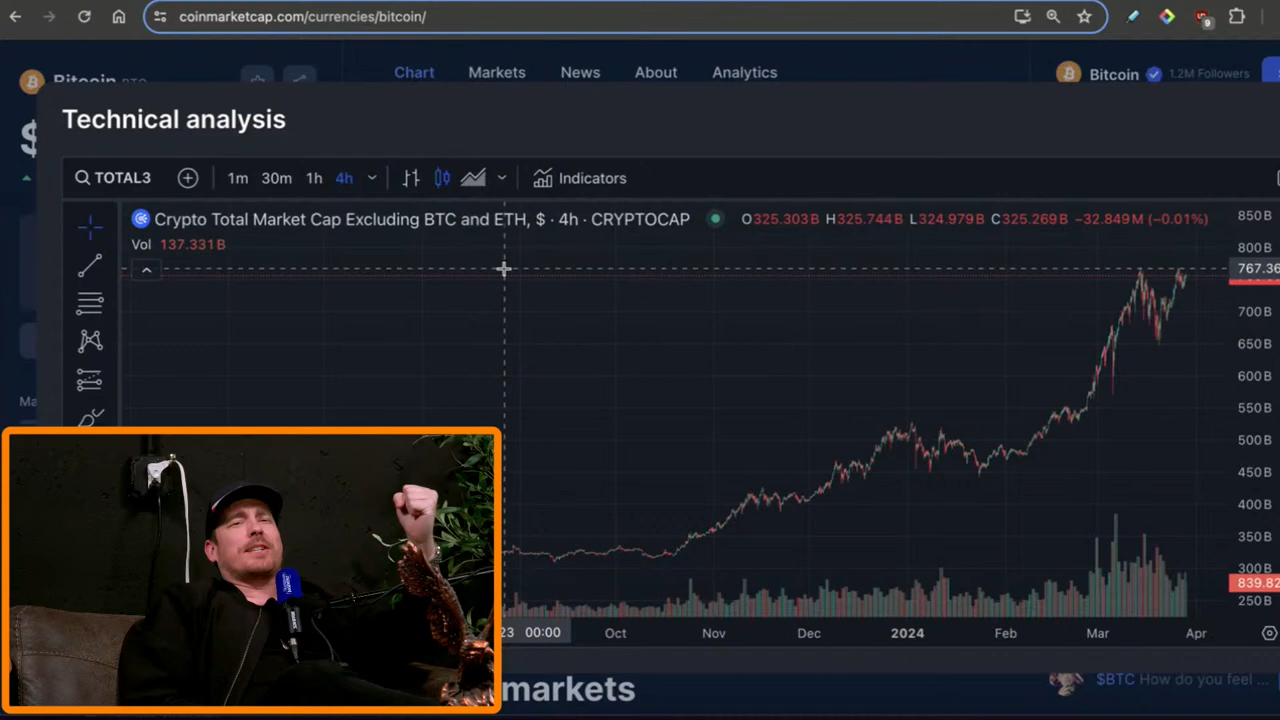 coinmarketcap.com/currencies/bitcoin/
9
Bitcoin BTC
Chart Markets News About Analytics
Bitcoin 1.2M Followers
$
Technical analysis
TOTAL3 1m 30m 1h 4h Indicators
Crypto Total Market Cap Excluding BTC and ETH, $ · 4h · CRYPTOCAP O325.303B H325.744B L324.979B C325.269B −32.849M (−0.01%)
Vol 137.331B
850B
800B
767.36
700B
650B
600B
550B
500B
450B
400B
350B
300B
839.82
250B
23 00:00 Oct Nov Dec 2024 Feb Mar Apr
markets
$BTC How do you feel ...